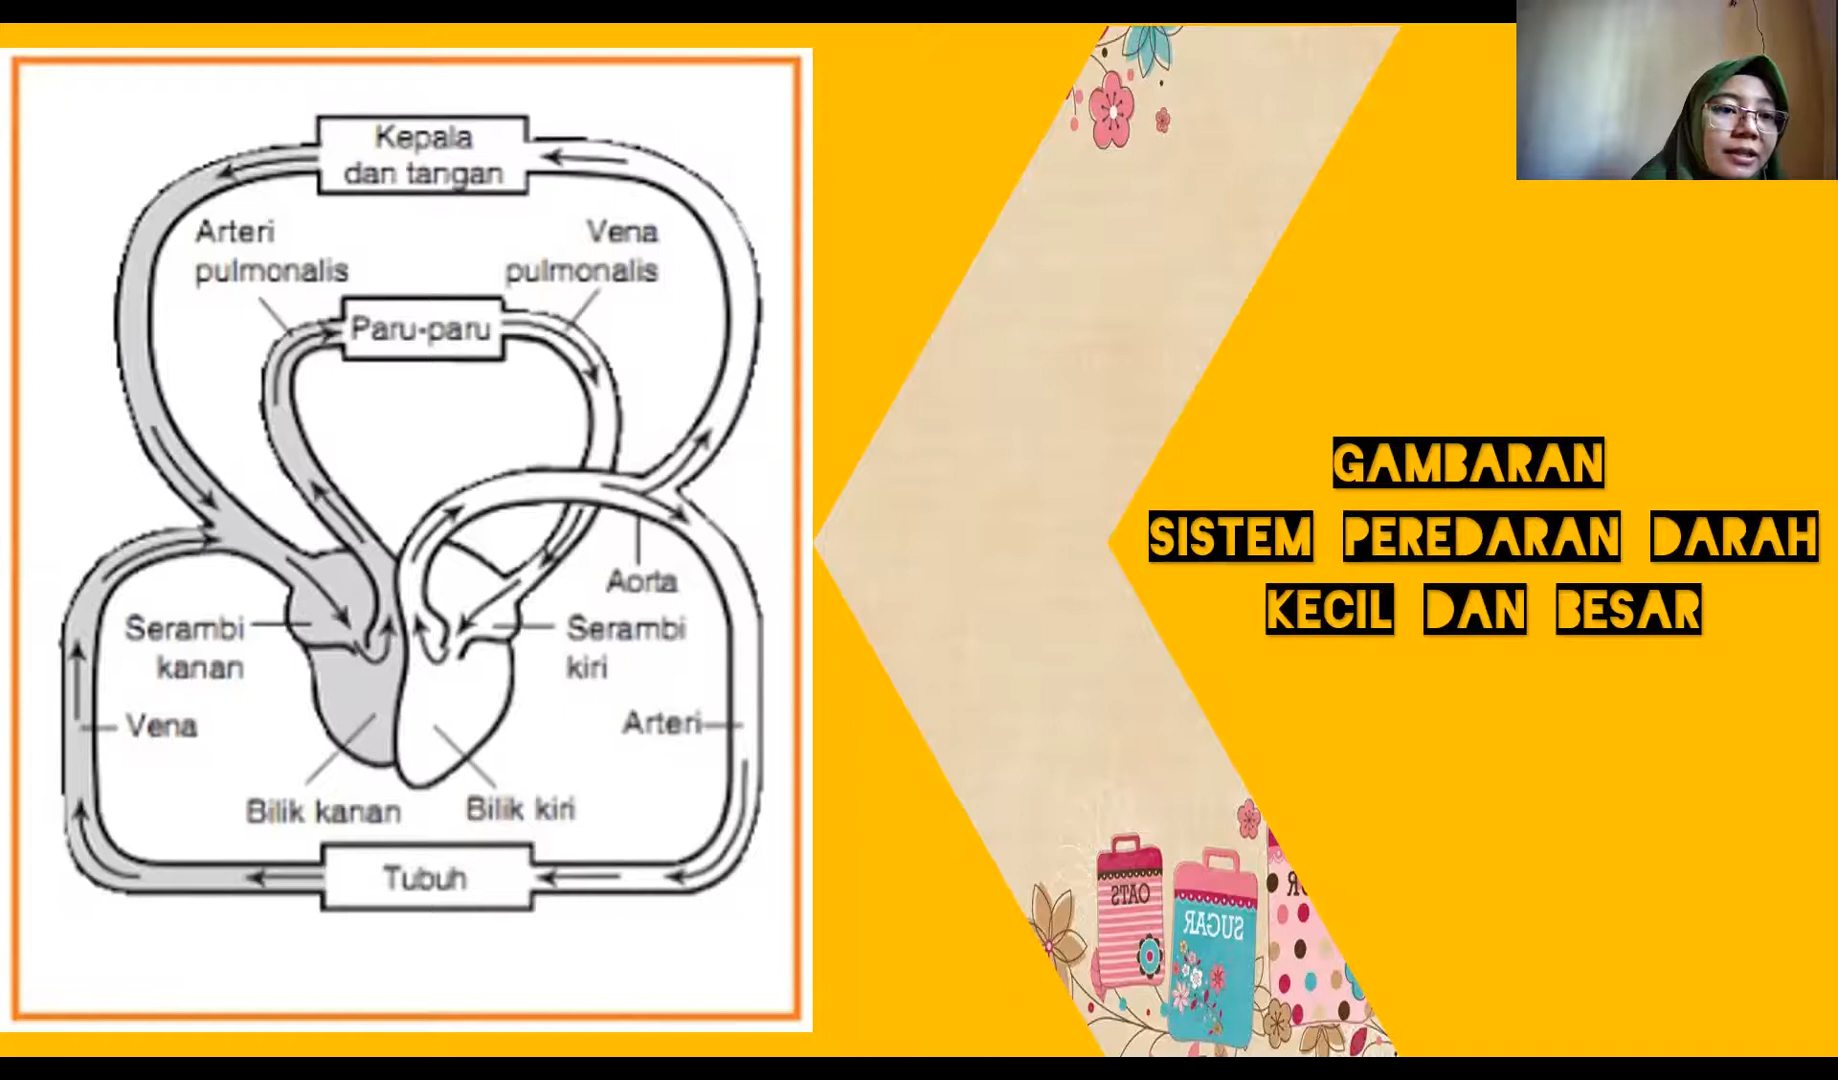 Kepala
dan tangan
Arteri
pulmonalis
Vena
pulmonalis
Paru-paru
Aorta
Serambi
kanan
Serambi
kiri
Vena
Arteri
Bilik kanan
Bilik kiri
Tubuh
GAMBARAN
SISTEM PEREDARAN DARAH
KECIL DAN BESAR
OATS
SUGAR